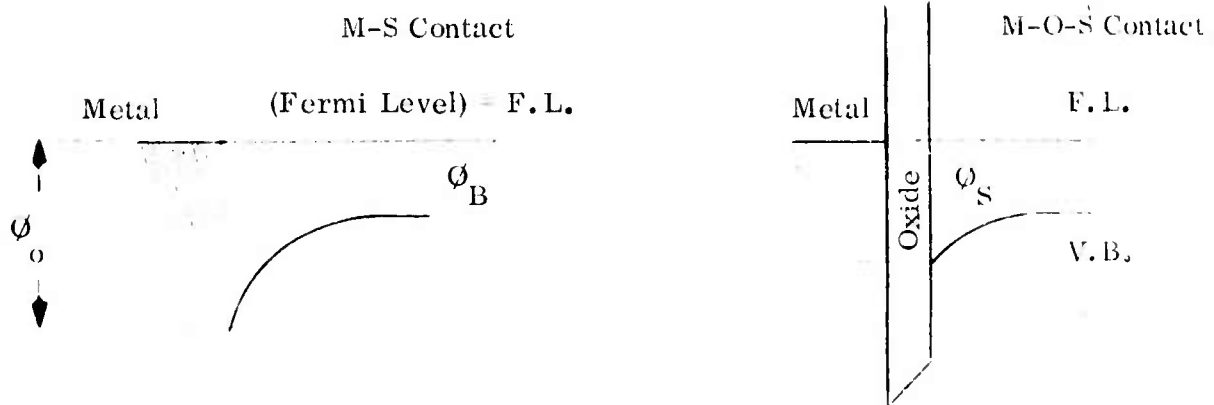 M-S Contact
Metal (Fermi Level) = F.L.
Ø_o
Ø_B
M-O-S Contact
Metal F.L.
Oxide
Ø_S
V.B.